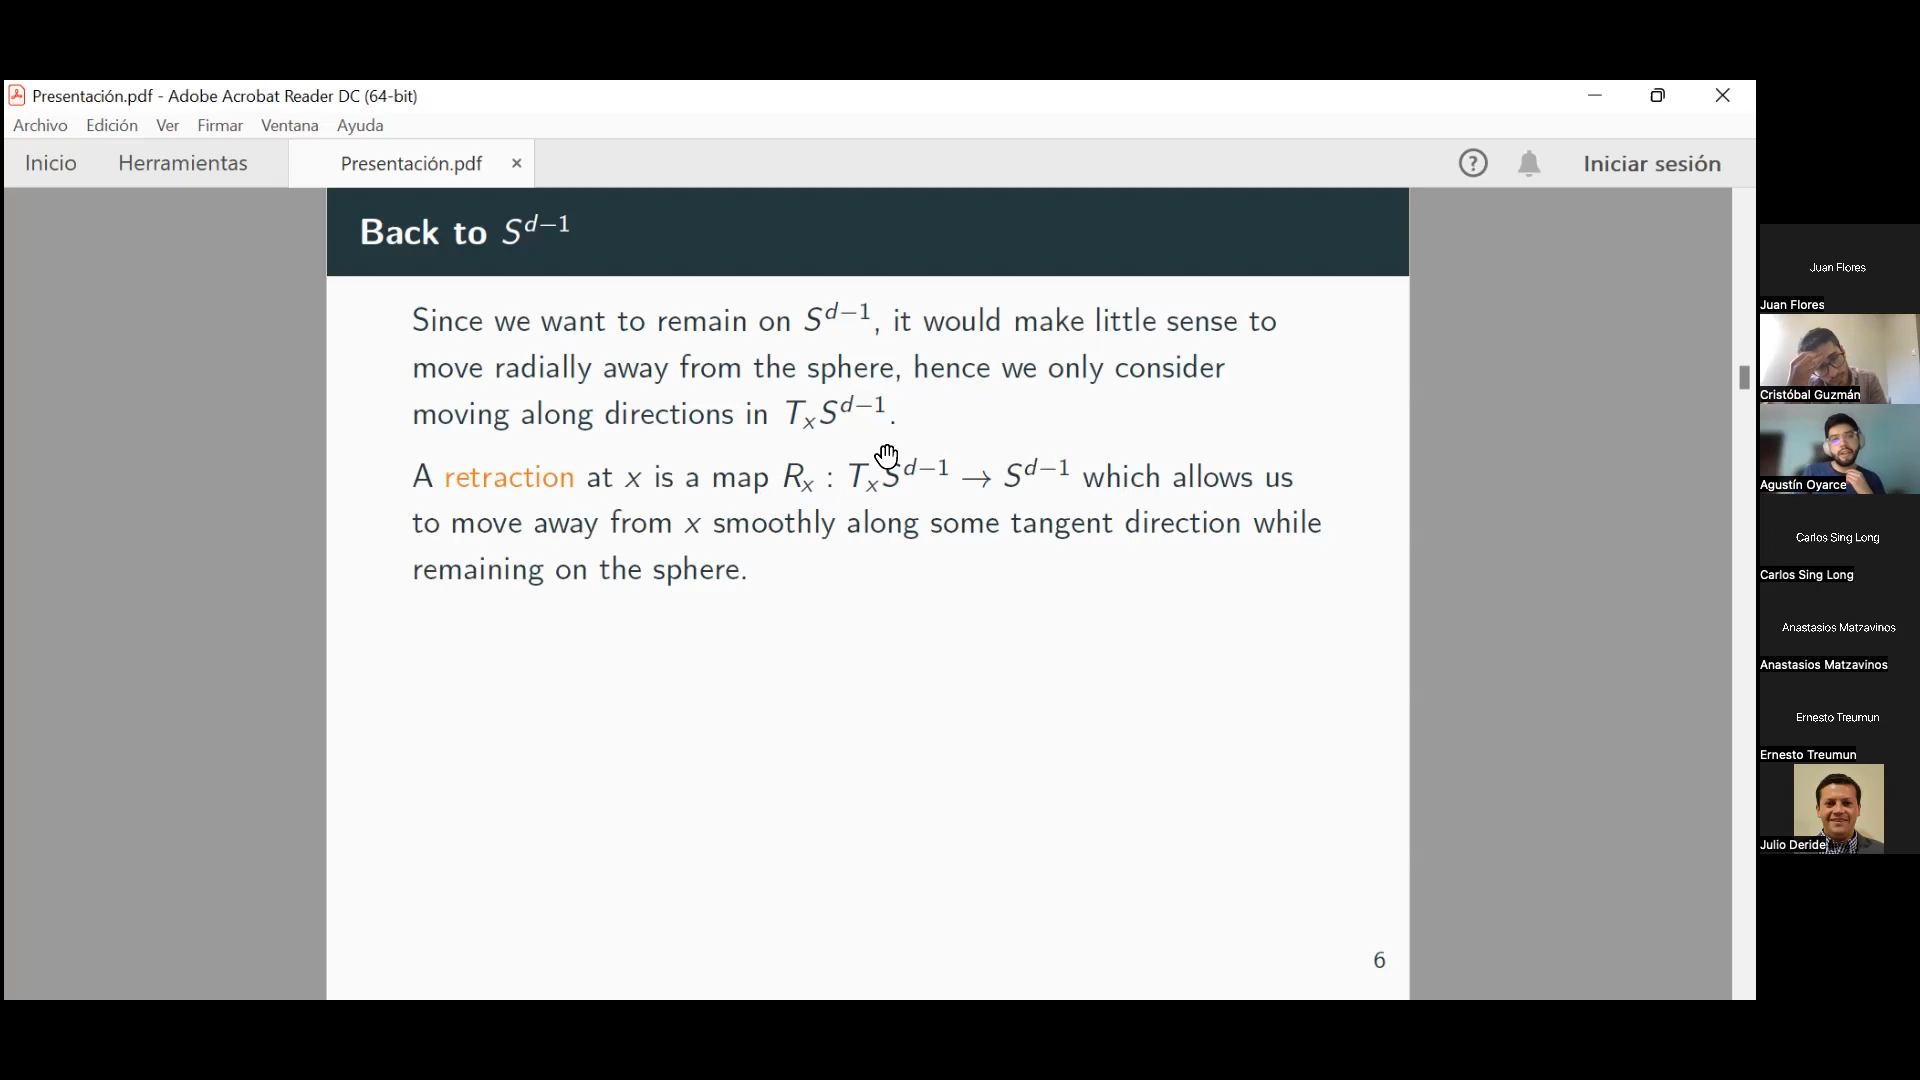 Presentación.pdf - Adobe Acrobat Reader DC (64-bit)
Archivo Edición Ver Firmar Ventana Ayuda
Inicio Herramientas Presentación.pdf × ? Iniciar sesión
Back to S^{d−1}
Since we want to remain on S^{d−1}, it would make little sense to
move radially away from the sphere, hence we only consider
moving along directions in T_xS^{d−1}.
A retraction at x is a map R_x : T_xS^{d−1} → S^{d−1} which allows us
to move away from x smoothly along some tangent direction while
remaining on the sphere.
6
Juan Flores
Juan Flores
Cristóbal Guzmán
Agustín Oyarce
Carlos Sing Long
Carlos Sing Long
Anastasios Matzavinos
Anastasios Matzavinos
Ernesto Treumun
Ernesto Treumun
Julio Deride